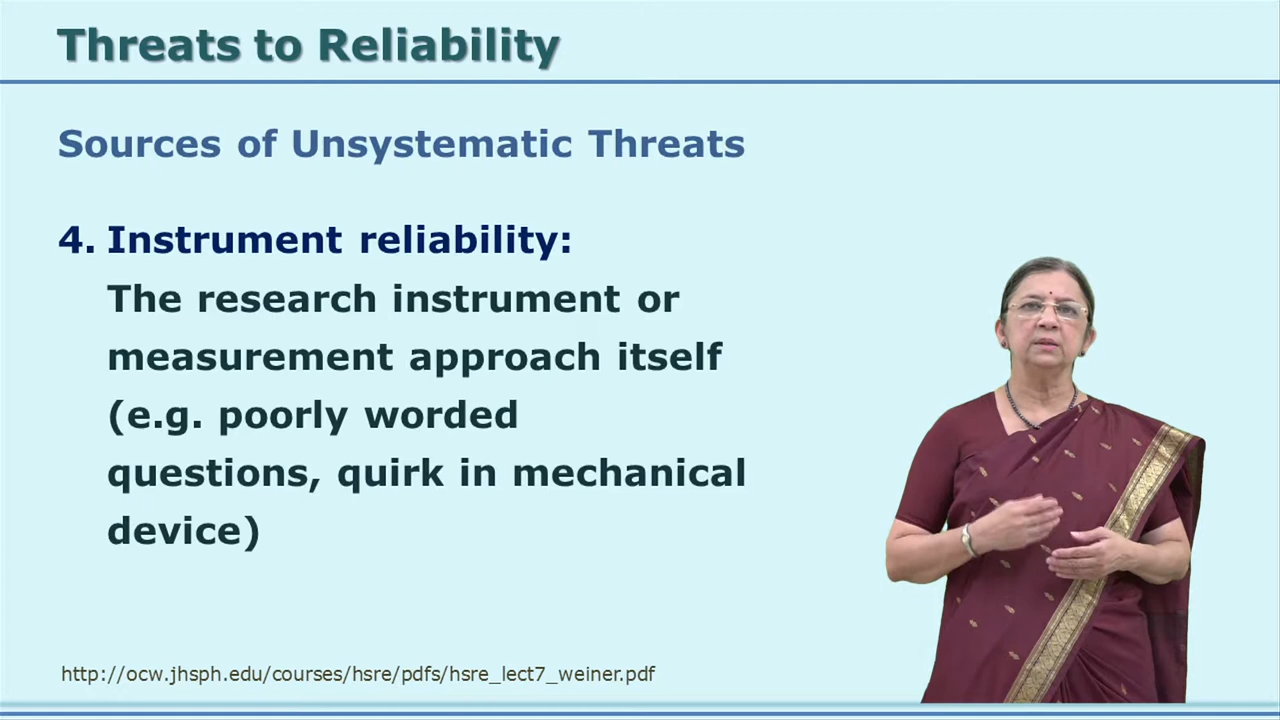 Threats to Reliability
Sources of Unsystematic Threats
4. Instrument reliability:
The research instrument or
measurement approach itself
(e.g. poorly worded
questions, quirk in mechanical
device)
http://ocw.jhsph.edu/courses/hsre/pdfs/hsre_lect7_weiner.pdf